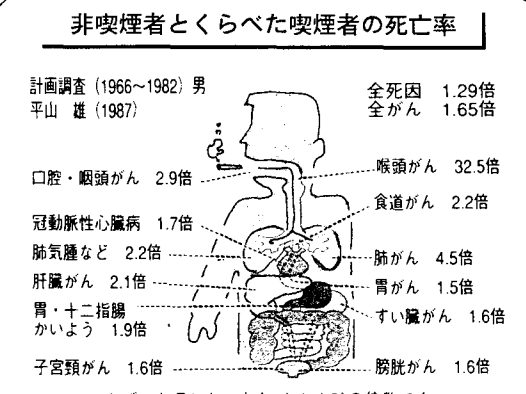 非喫煙者とくらべた喫煙者の死亡率
計画調査（1966～1982）男
平山　雄（1987）
全死因　1.29倍
全がん　1.65倍
口腔・咽頭がん　2.9倍
冠動脈性心臓病　1.7倍
肺気腫など　2.2倍
肝臓がん　2.1倍
胃・十二指腸
かいよう　1.9倍
子宮頸がん　1.6倍
喉頭がん　32.5倍
食道がん　2.2倍
肺がん　4.5倍
胃がん　1.5倍
すい臓がん　1.6倍
膀胱がん　1.6倍